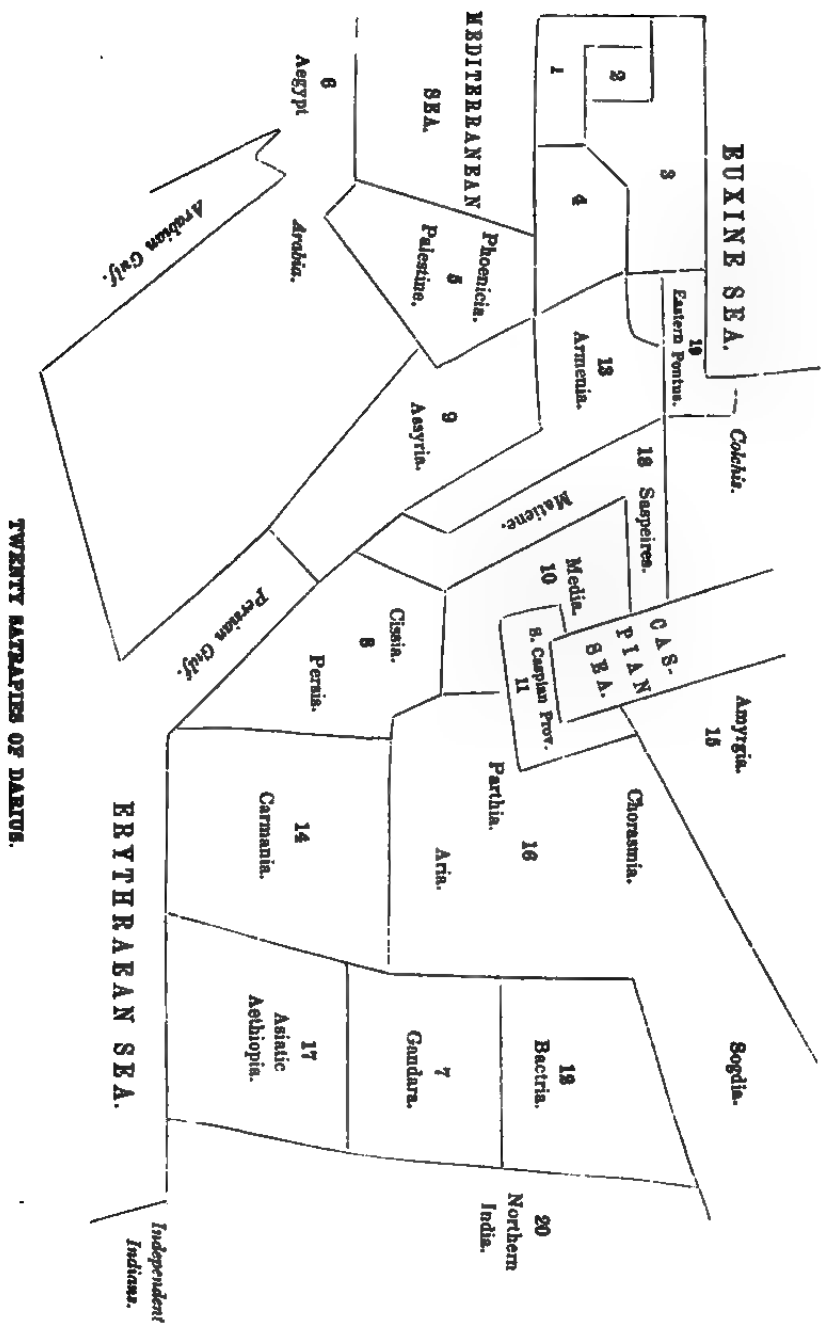 EUXINE SEA.
3
2
1
4
19
Eastern Pontus.
Colchis.
MEDITERRANEAN
SEA.
13
Armenia.
18 Saspeires.
CAS-
PIAN
SEA.
Amyrgia.
15
Sogdia.
Phoenicia.
5
Palestine.
Matiene.
Media.
10
S. Caspian Prov.
11
Chorasmia.
Parthia.
16
Aria.
12
Bactria.
6
Aegypt
Arabia.
9
Assyria.
Cissia.
8
Persia.
7
Gandara.
20
Northern
India.
Arabian Gulf.
Persian Gulf.
14
Carmania.
17
Asiatic
Aethiopia.
ERYTHRAEAN SEA.
Independent
Indians.
TWENTY SATRAPIES OF DARIUS.